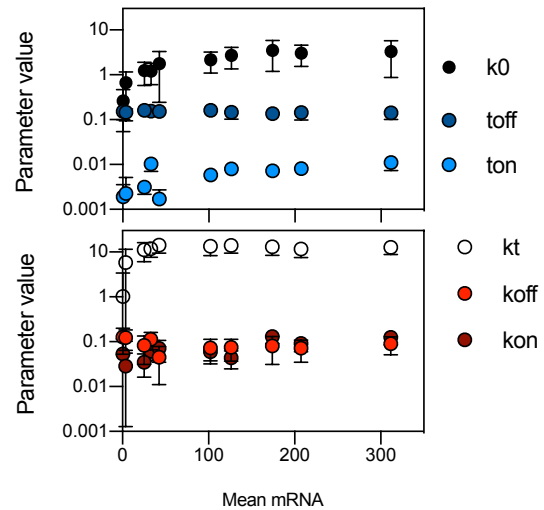 Parameter value
10
1
0.1
0.01
0.001
k0
toff
ton
Parameter value
10
1
0.1
0.01
0.001
0
100
200
300
kt
koff
kon
Mean mRNA